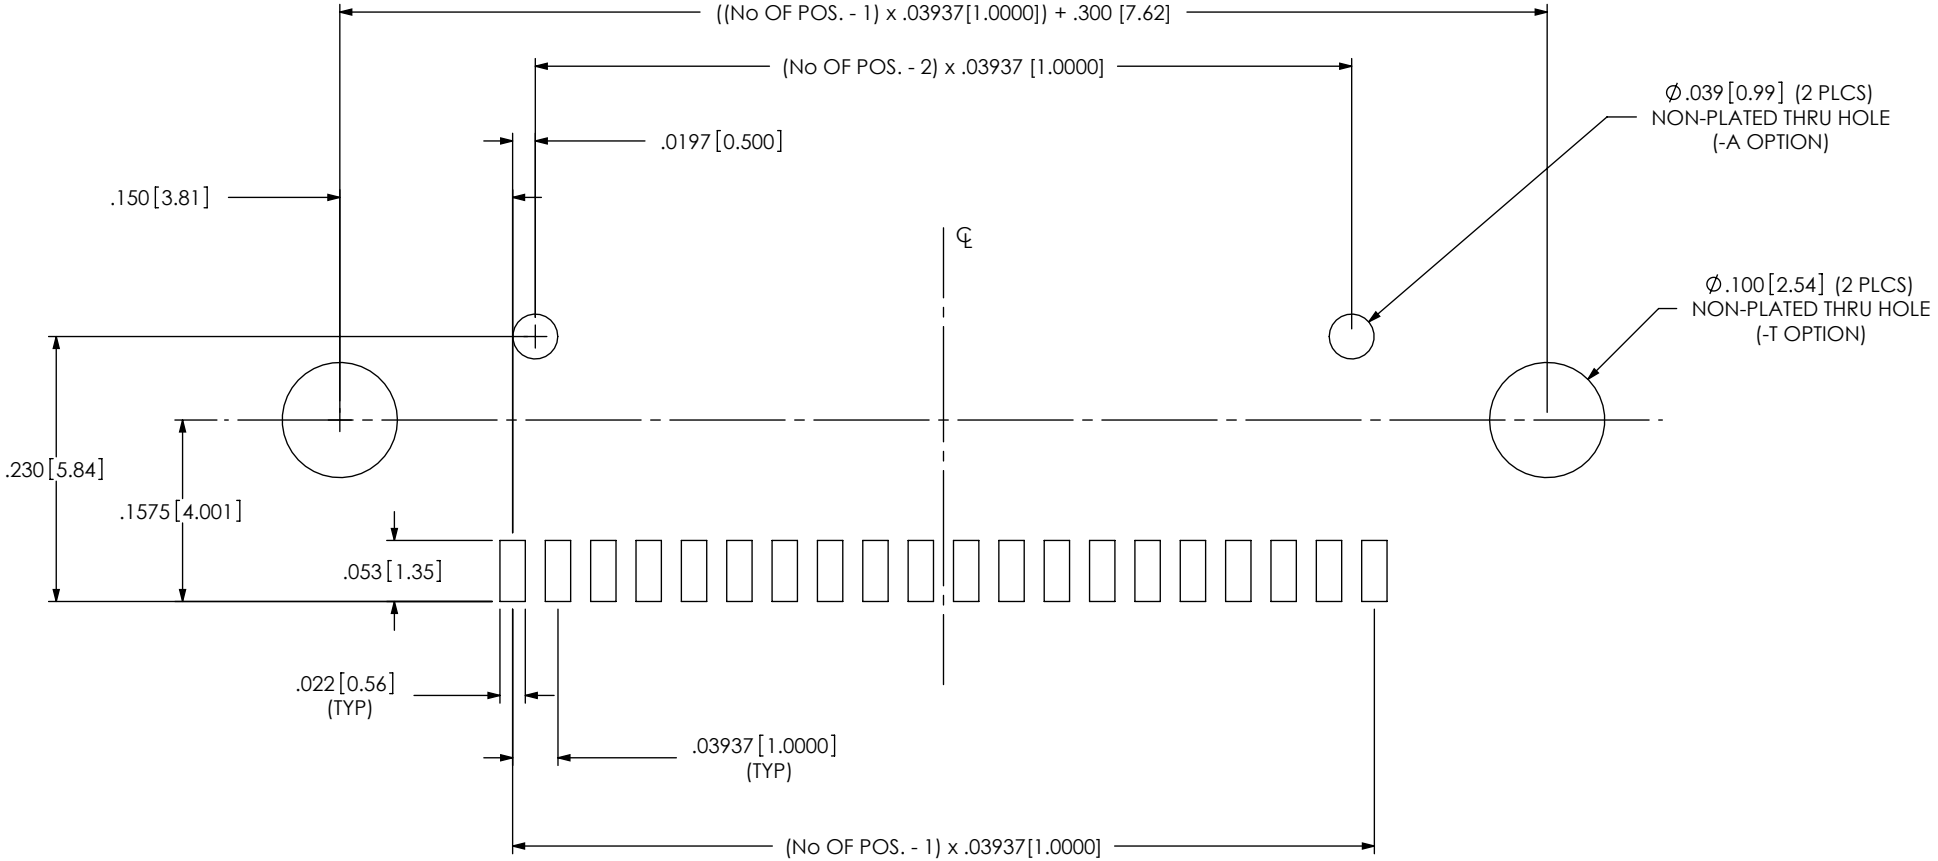 ((No OF POS. - 1) x .03937[1.0000]) + .300 [7.62]
(No OF POS. - 2) x .03937 [1.0000]
Ø.039[0.99] (2 PLCS)
NON-PLATED THRU HOLE
(-A OPTION)
.0197[0.500]
.150[3.81]
℄
Ø.100[2.54] (2 PLCS)
NON-PLATED THRU HOLE
(-T OPTION)
.230[5.84]
.1575[4.001]
.053[1.35]
.022[0.56]
(TYP)
.03937[1.0000]
(TYP)
(No OF POS. - 1) x .03937[1.0000]